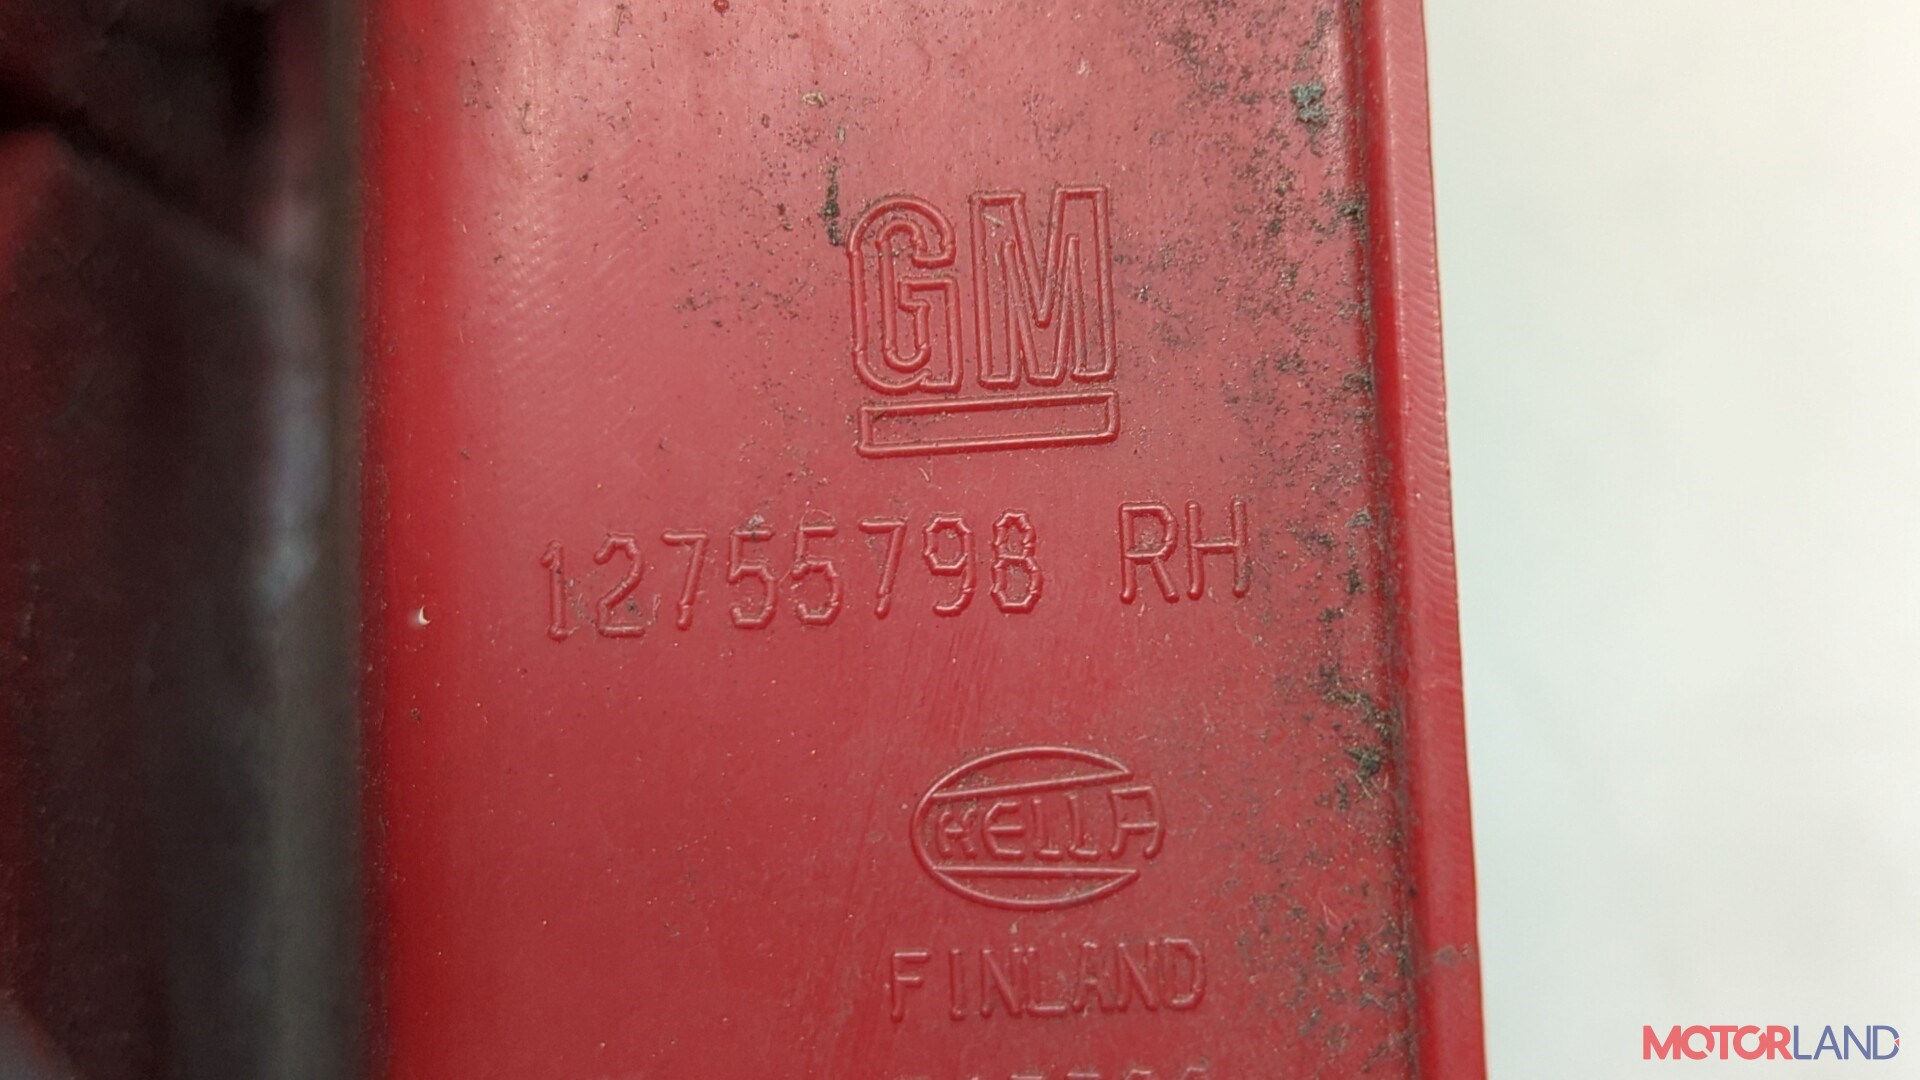 GM
12755798 RH
HELLA
FINLAND
MOTORLAND